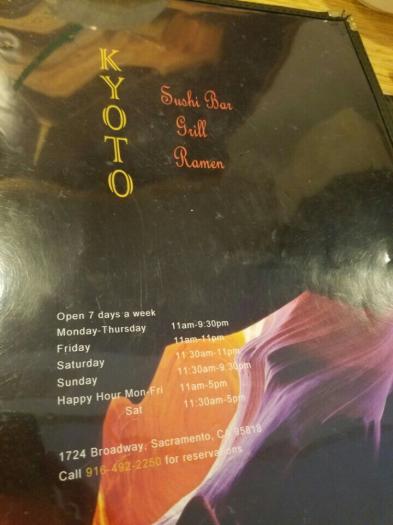 KYOTO
Sushi Bar
Grill
Ramen
Open 7 days a week
Monday-Thursday 11am-9:30pm
Friday 11am-11pm
Saturday 11:30am-11pm
Sunday 11:30am-9:30pm
Happy Hour Mon-Fri 11am-5pm
Sat 11:30am-5pm
1724 Broadway, Sacramento, CA 95818
Call 916-492-2250 for reservations